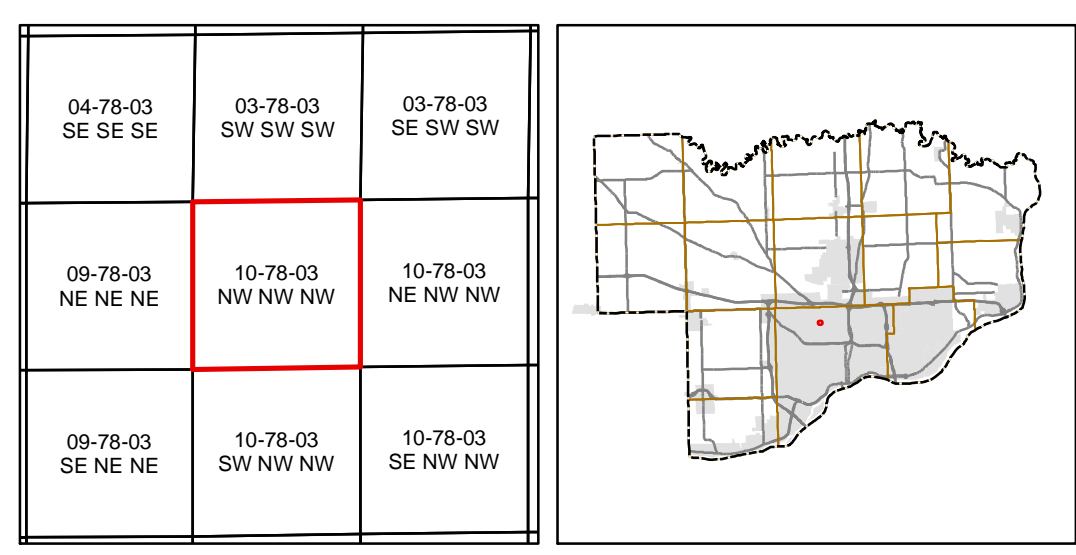 04-78-03
SE SE SE
03-78-03
SW SW SW
03-78-03
SE SW SW
09-78-03
NE NE NE
10-78-03
NW NW NW
10-78-03
NE NW NW
09-78-03
SE NE NE
10-78-03
SW NW NW
10-78-03
SE NW NW